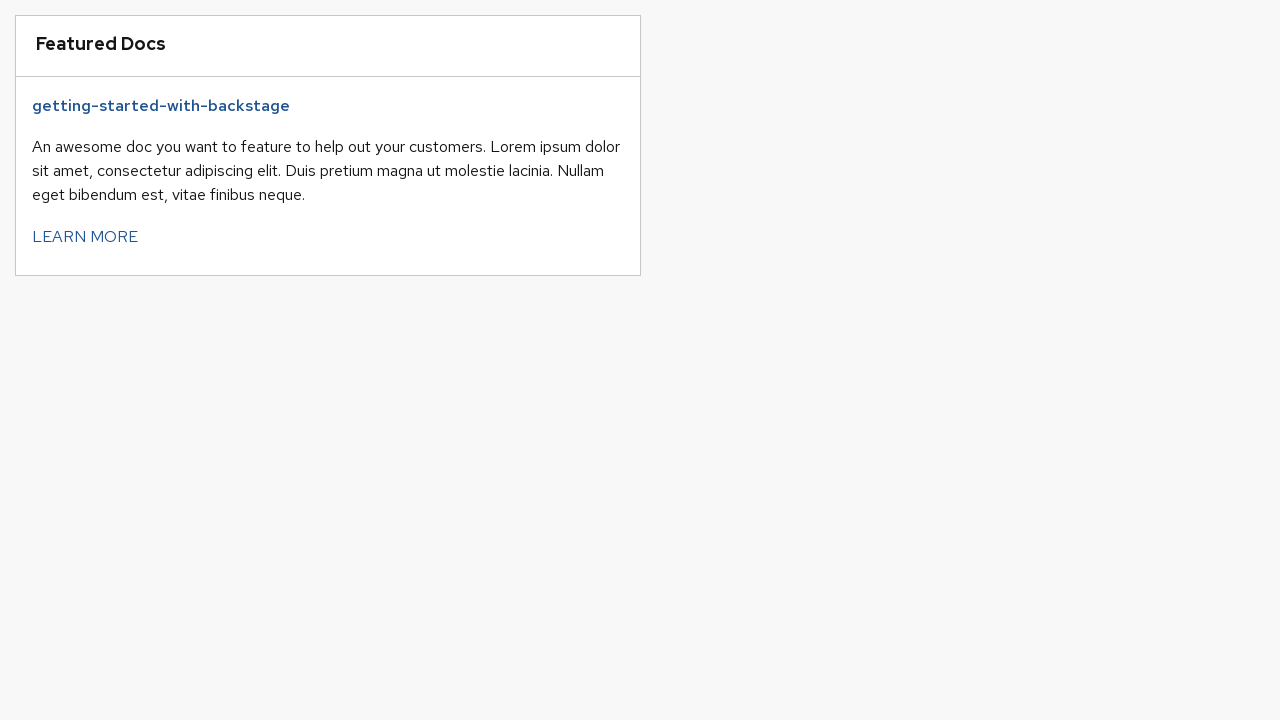 Featured Docs
getting-started-with-backstage
An awesome doc you want to feature to help out your customers. Lorem ipsum dolor
sit amet, consectetur adipiscing elit. Duis pretium magna ut molestie lacinia. Nullam
eget bibendum est, vitae finibus neque.
LEARN MORE